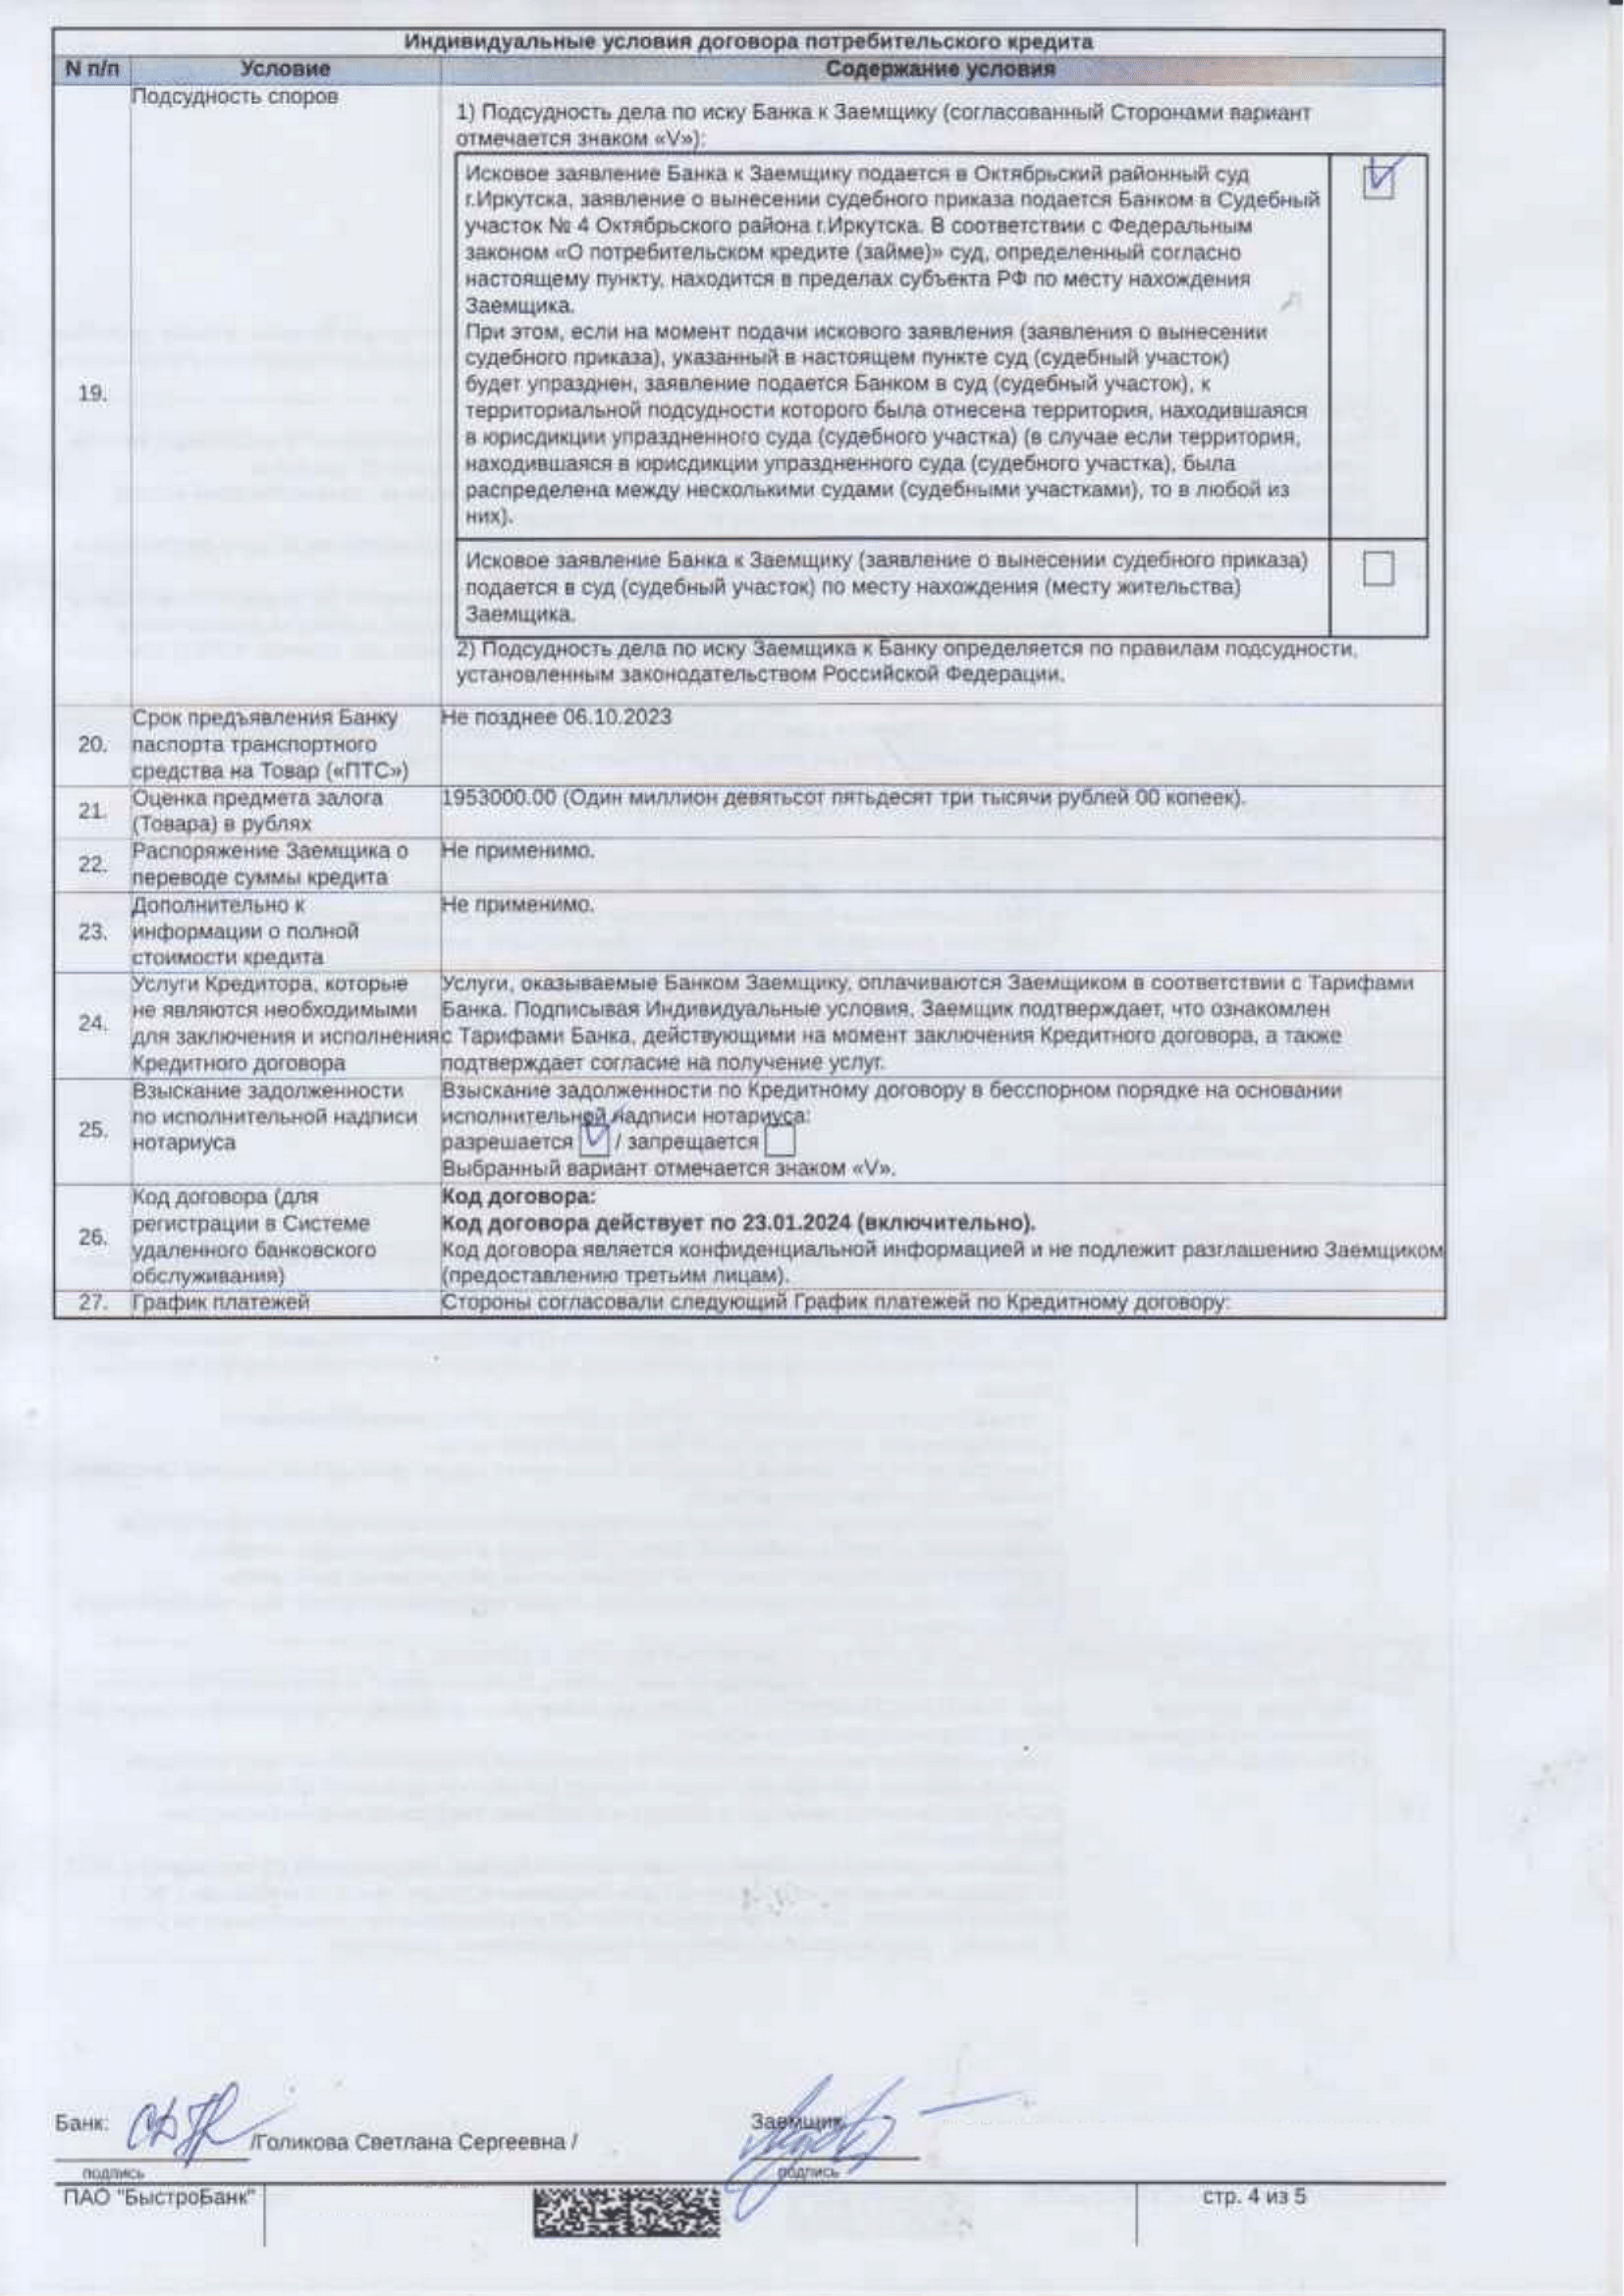 Индивидуальные условия договора потребительского кредита
N п/п Условие Содержание условия
19.
Подсудность споров
1) Подсудность дела по иску Банка к Заемщику (согласованный Сторонами вариант
отмечается знаком «V»):
Исковое заявление Банка к Заемщику подается в Октябрьский районный суд
г.Иркутска, заявление о вынесении судебного приказа подается Банком в Судебный
участок № 4 Октябрьского района г.Иркутска. В соответствии с Федеральным
законом «О потребительском кредите (займе)» суд, определенный согласно
настоящему пункту, находится в пределах субъекта РФ по месту нахождения
Заемщика.
При этом, если на момент подачи искового заявления (заявления о вынесении
судебного приказа), указанный в настоящем пункте суд (судебный участок)
будет упразднен, заявление подается Банком в суд (судебный участок), к
территориальной подсудности которого была отнесена территория, находившаяся
в юрисдикции упраздненного суда (судебного участка) (в случае если территория,
находившаяся в юрисдикции упраздненного суда (судебного участка), была
распределена между несколькими судами (судебными участками), то в любой из
них).
V
Исковое заявление Банка к Заемщику (заявление о вынесении судебного приказа)
подается в суд (судебный участок) по месту нахождения (месту жительства)
Заемщика.
2) Подсудность дела по иску Заемщика к Банку определяется по правилам подсудности,
установленным законодательством Российской Федерации.
20.
Срок предъявления Банку
паспорта транспортного
средства на Товар («ПТС»)
Не позднее 06.10.2023
21.
Оценка предмета залога
(Товара) в рублях
1953000.00 (Один миллион девятьсот пятьдесят три тысячи рублей 00 копеек).
22.
Распоряжение Заемщика о
переводе суммы кредита
Не применимо.
23.
Дополнительно к
информации о полной
стоимости кредита
Не применимо.
24.
Услуги Кредитора, которые
не являются необходимыми
для заключения и исполнения
Кредитного договора
Услуги, оказываемые Банком Заемщику, оплачиваются Заемщиком в соответствии с Тарифами
Банка. Подписывая Индивидуальные условия, Заемщик подтверждает, что ознакомлен
с Тарифами Банка, действующими на момент заключения Кредитного договора, а также
подтверждает согласие на получение услуг.
25.
Взыскание задолженности
по исполнительной надписи
нотариуса
Взыскание задолженности по Кредитному договору в бесспорном порядке на основании
исполнительной надписи нотариуса:
разрешается V / запрещается
Выбранный вариант отмечается знаком «V».
26.
Код договора (для
регистрации в Системе
удаленного банковского
обслуживания)
Код договора:
Код договора действует по 23.01.2024 (включительно).
Код договора является конфиденциальной информацией и не подлежит разглашению Заемщиком
(предоставлению третьим лицам).
27. График платежей Стороны согласовали следующий График платежей по Кредитному договору:
Банк: /Голикова Светлана Сергеевна /
подпись
Заемщик
подпись
ПАО "БыстроБанк" стр. 4 из 5